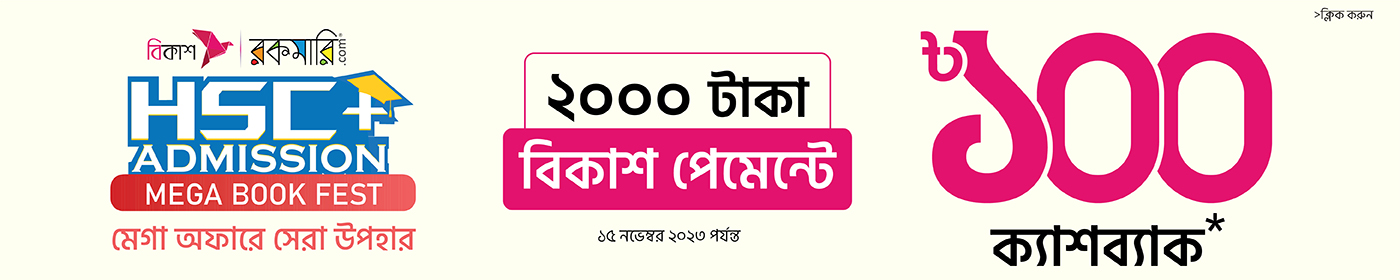 >ক্লিক করুন
বিকাশ রকমারি.com
HSC+
ADMISSION
MEGA BOOK FEST
মেগা অফারে সেরা উপহার
২০০০ টাকা
বিকাশ পেমেন্টে
১৫ নভেম্বর ২০২৩ পর্যন্ত
৳১০০
ক্যাশব্যাক*